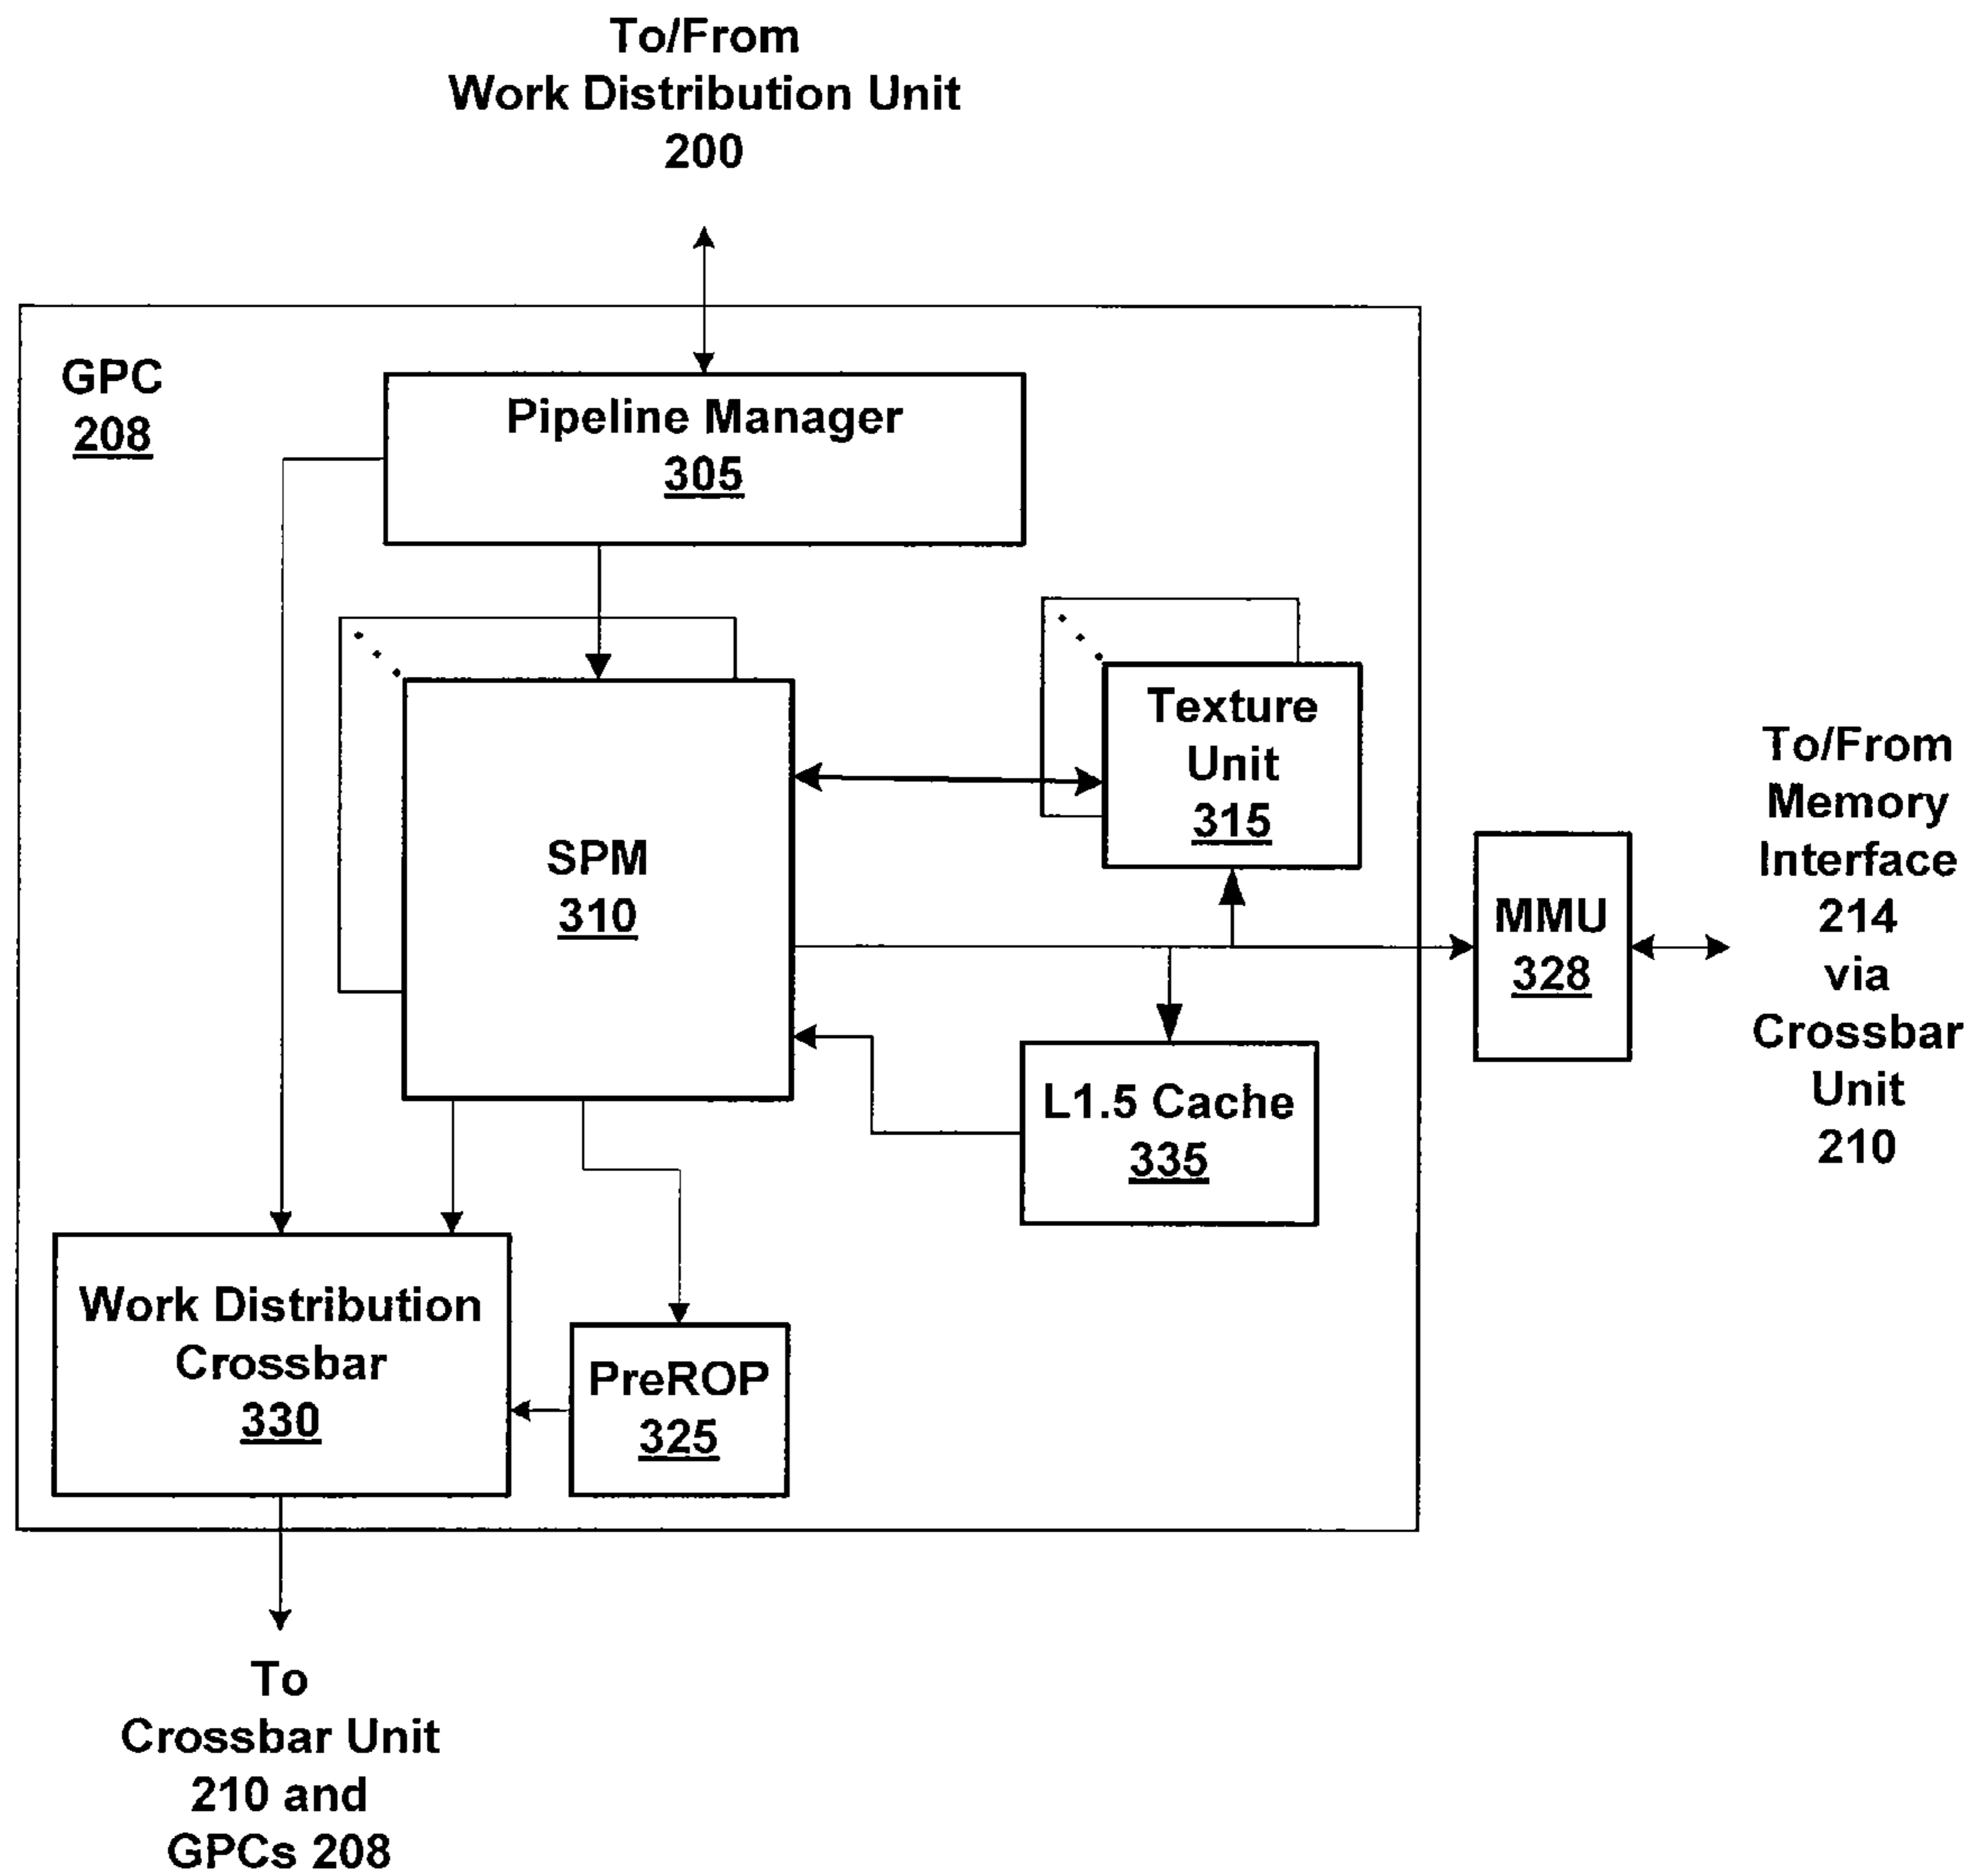 To/From
Work Distribution Unit
200
GPC
208
Pipeline Manager
305
Texture
Unit
315
SPM
310
To/From
Memory
Interface
214
via
Crossbar
Unit
210
MMU
328
L1.5 Cache
335
Work Distribution
Crossbar
330
PreROP
325
To
Crossbar Unit
210 and
GPCs 208